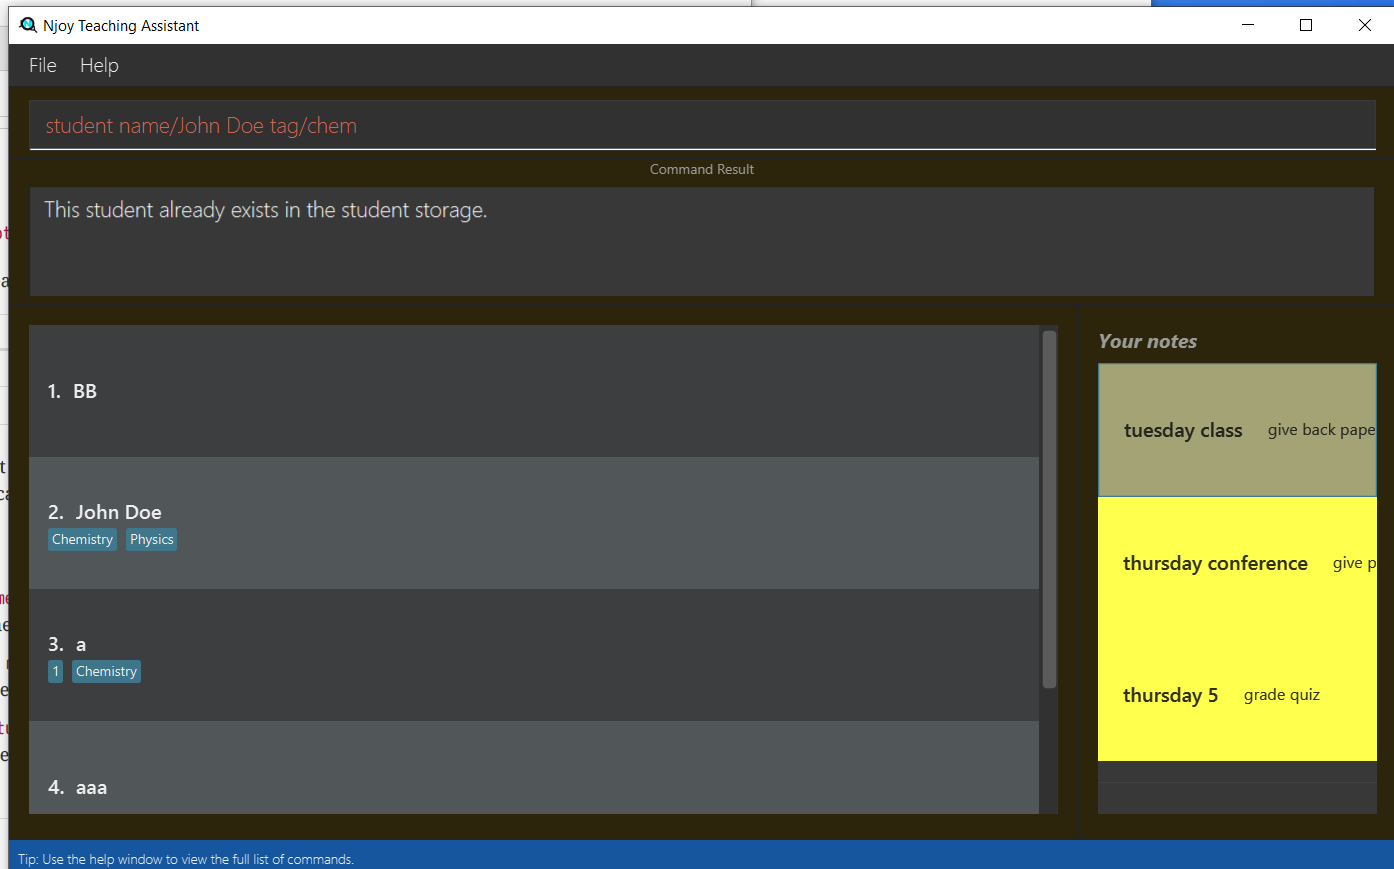 Njoy Teaching Assistant
File Help
student name/John Doe tag/chem
Command Result
This student already exists in the student storage.
1. BB
2. John Doe
Chemistry Physics
3. a
1 Chemistry
4. aaa
Your notes
tuesday class give back pape
thursday conference give p
thursday 5 grade quiz
Tip: Use the help window to view the full list of commands.